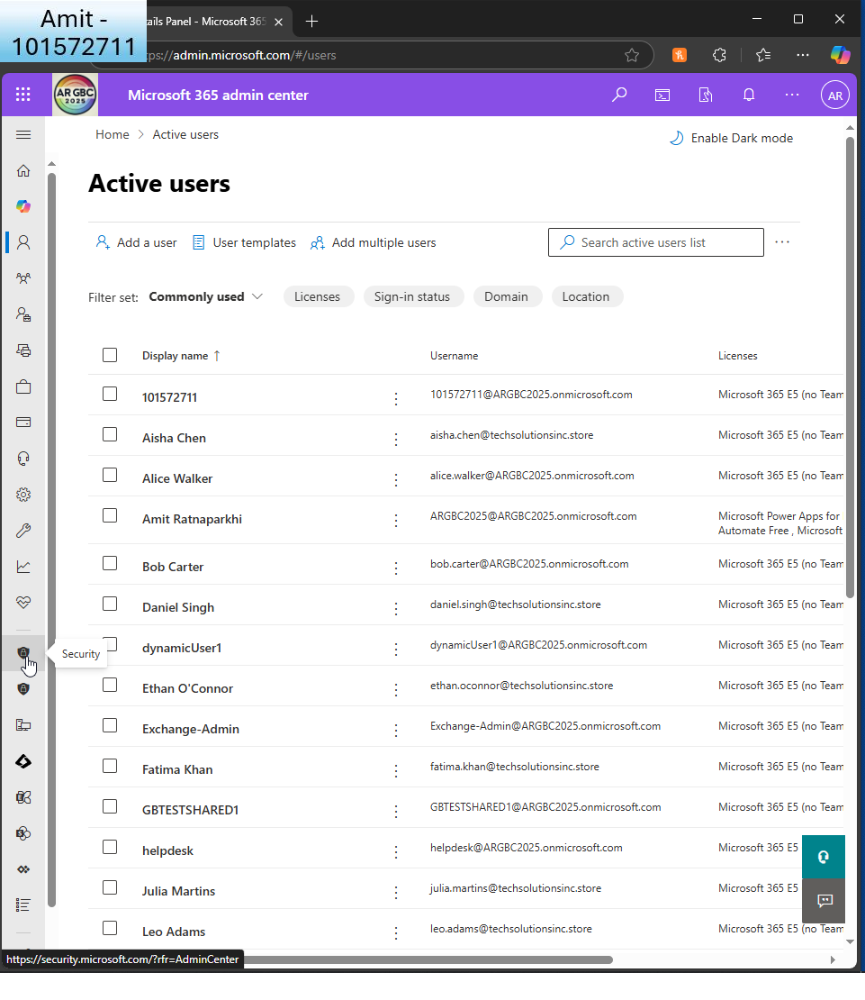 Amit -
101572711
ails Panel - Microsoft 365
ps://admin.microsoft.com/#/users
AR GBC
2025
Microsoft 365 admin center
AR
Home > Active users
Enable Dark mode
Active users
Add a user
User templates
Add multiple users
Search active users list
Filter set: Commonly used
Licenses
Sign-in status
Domain
Location
Display name ↑ Username Licenses
101572711 101572711@ARGBC2025.onmicrosoft.com Microsoft 365 E5 (no Team
Aisha Chen aisha.chen@techsolutionsinc.store Microsoft 365 E5 (no Team
Alice Walker alice.walker@ARGBC2025.onmicrosoft.com Microsoft 365 E5 (no Team
Amit Ratnaparkhi ARGBC2025@ARGBC2025.onmicrosoft.com Microsoft Power Apps for
Automate Free , Microsoft
Bob Carter bob.carter@ARGBC2025.onmicrosoft.com Microsoft 365 E5 (no Team
Daniel Singh daniel.singh@techsolutionsinc.store Microsoft 365 E5 (no Team
dynamicUser1 dynamicUser1@ARGBC2025.onmicrosoft.com Microsoft 365 E5 (no Team
Security
Ethan O'Connor ethan.oconnor@techsolutionsinc.store Microsoft 365 E5 (no Team
Exchange-Admin Exchange-Admin@ARGBC2025.onmicrosoft.com Microsoft 365 E5 (no Team
Fatima Khan fatima.khan@techsolutionsinc.store Microsoft 365 E5 (no Team
GBTESTSHARED1 GBTESTSHARED1@ARGBC2025.onmicrosoft.com Microsoft 365 E5 (no Team
helpdesk helpdesk@ARGBC2025.onmicrosoft.com Microsoft 365 E5
Julia Martins julia.martins@techsolutionsinc.store Microsoft 365 E5
Leo Adams leo.adams@techsolutionsinc.store Microsoft 365 E5 (no Team
https://security.microsoft.com/?rfr=AdminCenter